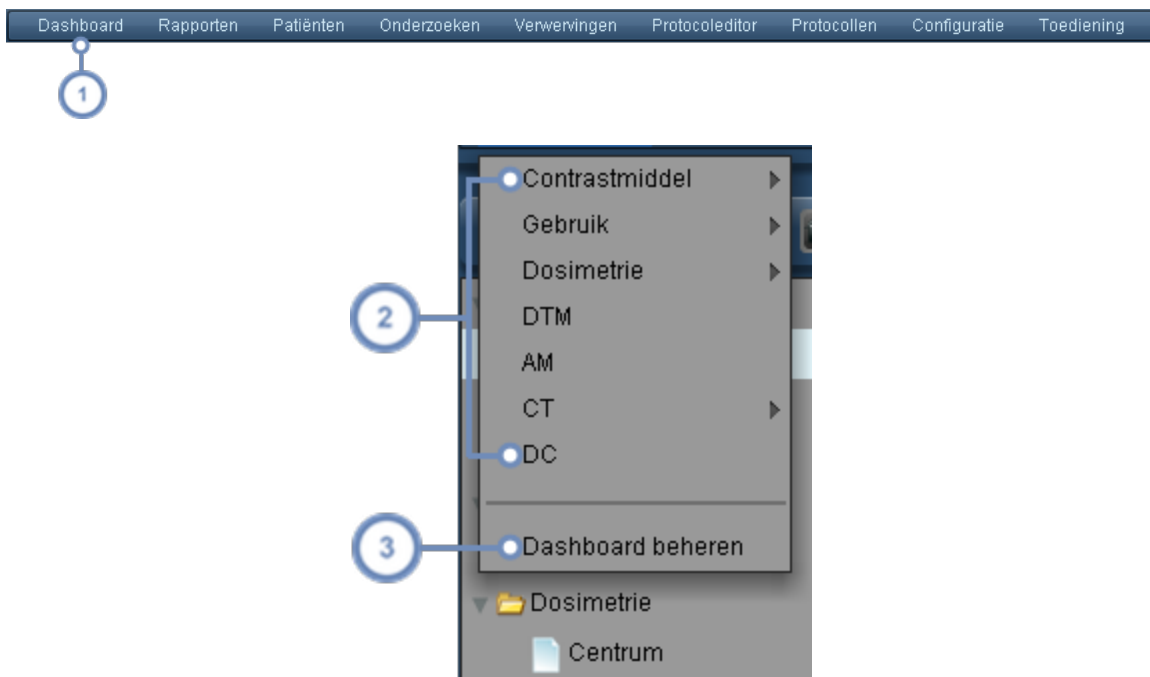 Dashboard Rapporten Patiënten Onderzoeken Verwervingen Protocoleditor Protocollen Configuratie Toediening
1
Contrastmiddel
Gebruik
Dosimetrie
2
DTM
AM
CT
DC
3
Dashboard beheren
Dosimetrie
Centrum